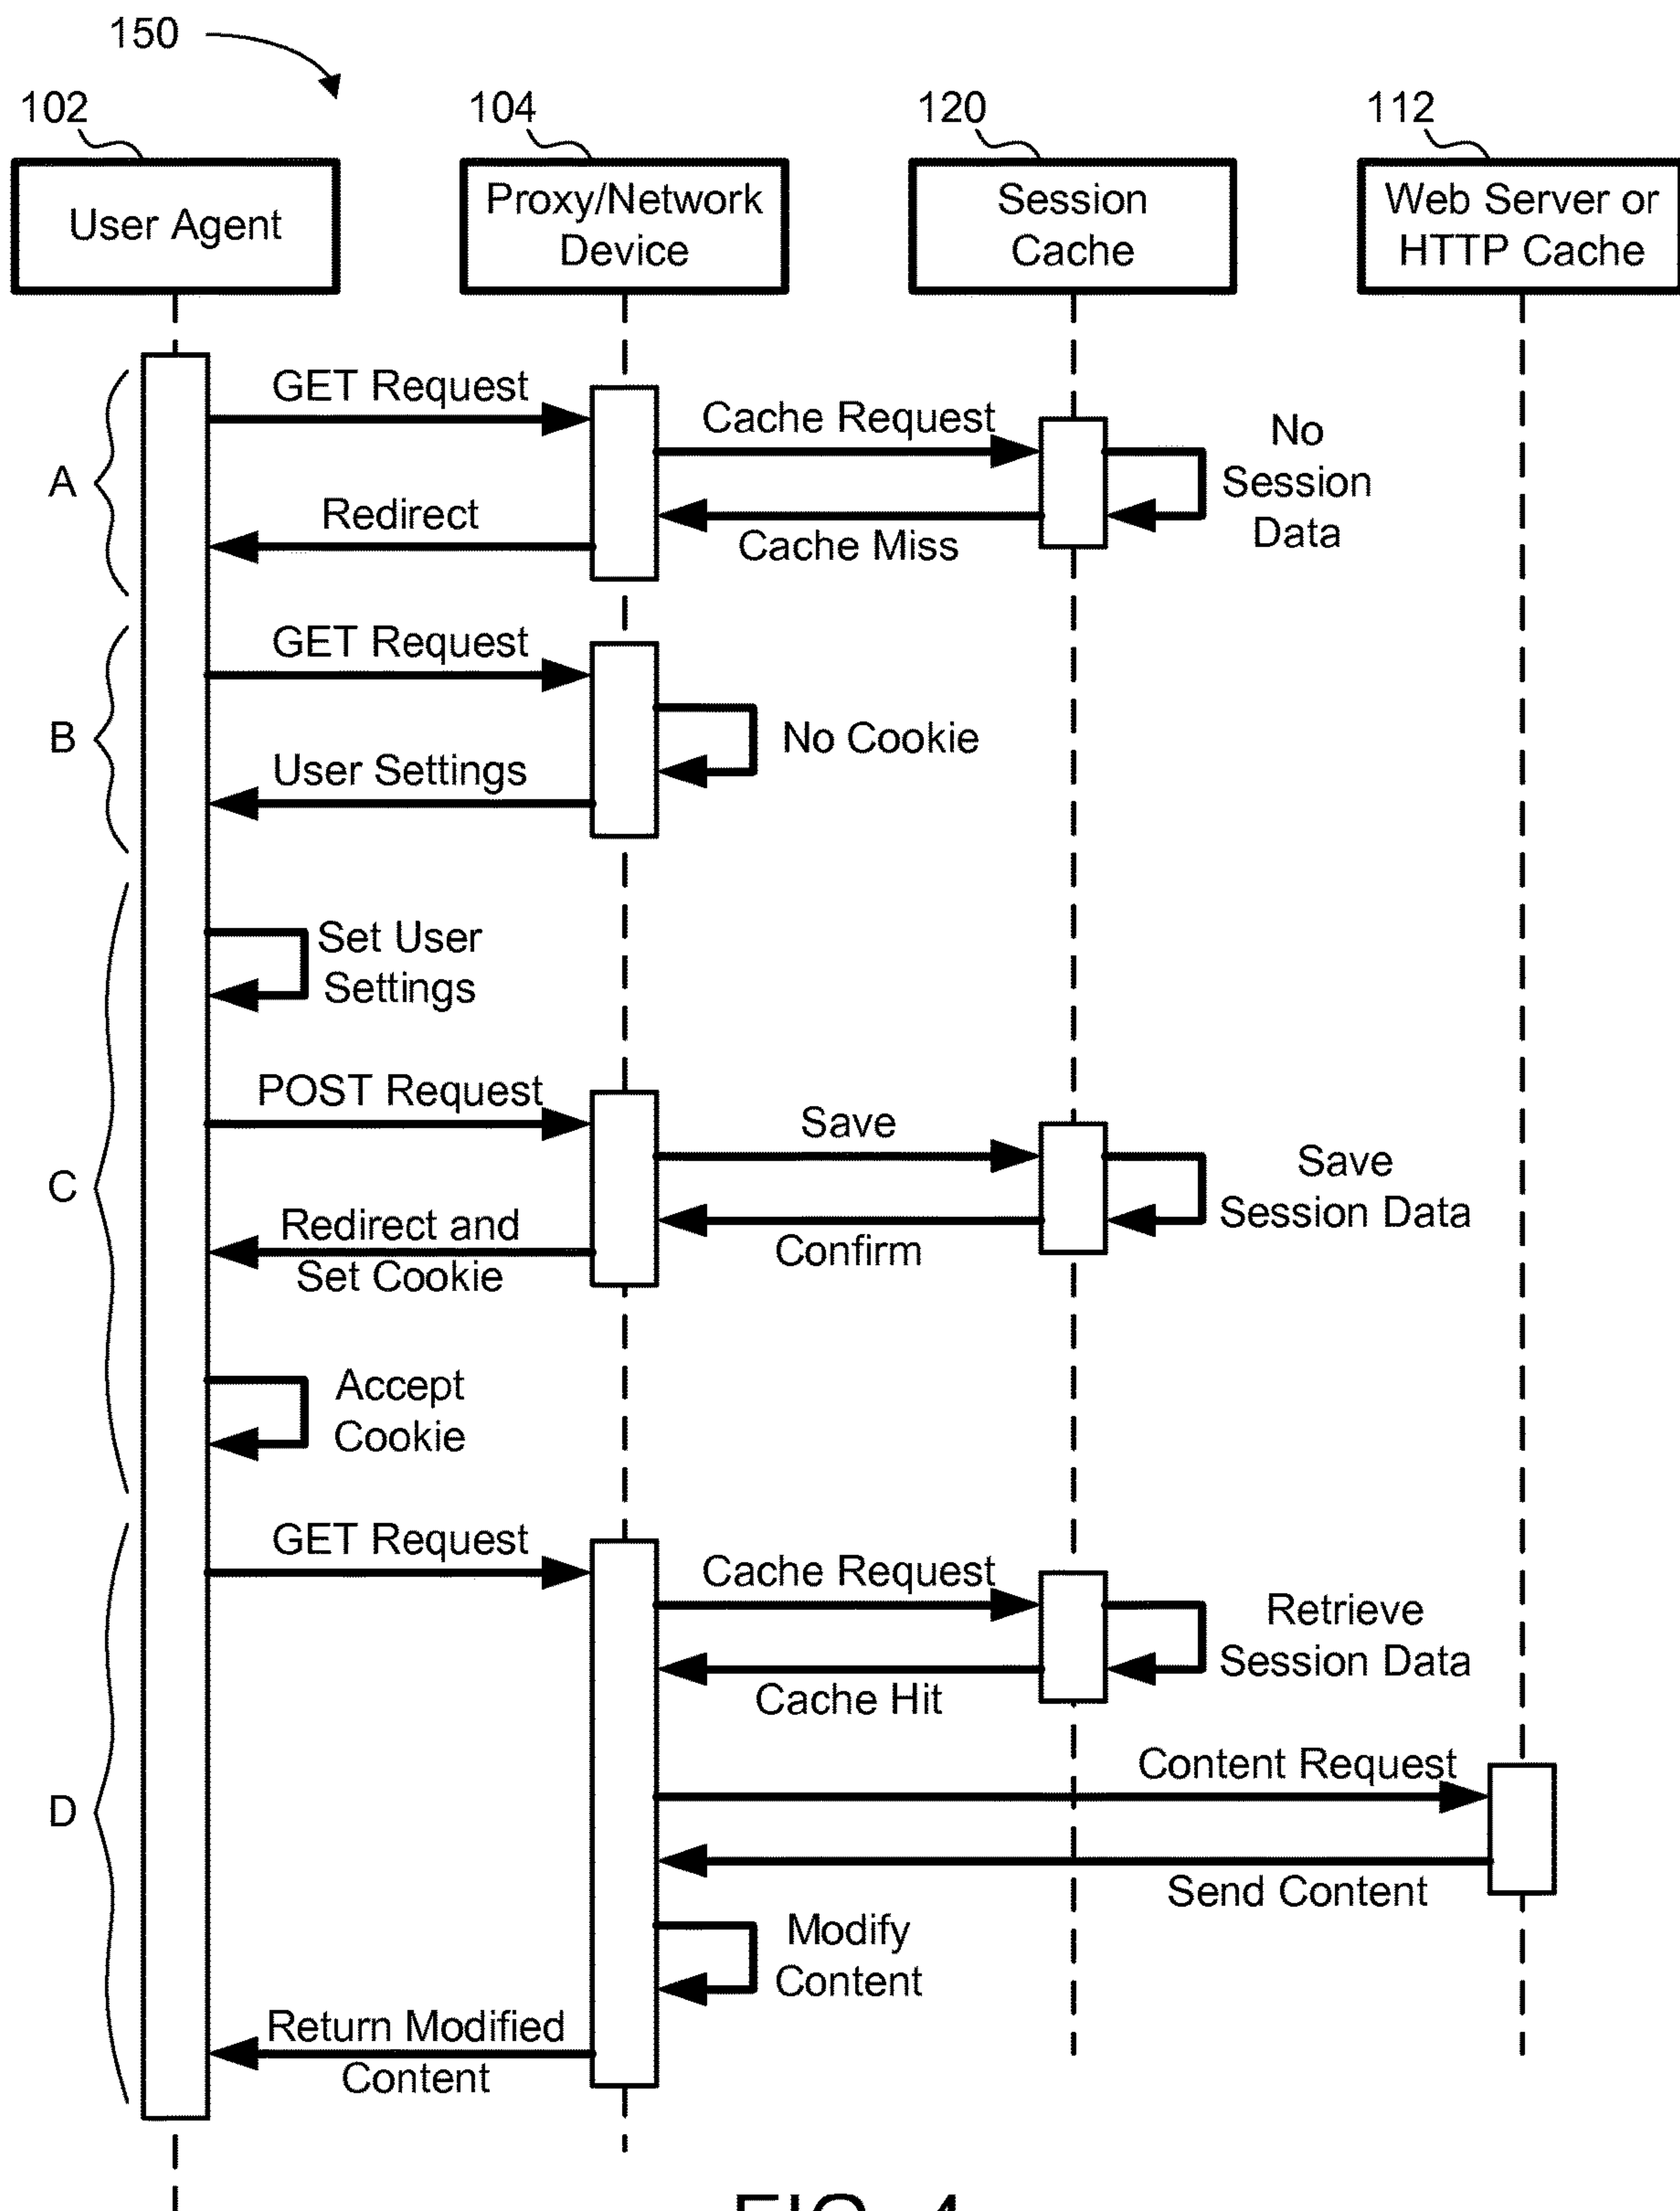 150
102
104
120
112
User Agent
Proxy/Network
Device
Session
Cache
Web Server or
HTTP Cache
A
GET Request
Cache Request
No
Session
Data
Redirect
Cache Miss
B
GET Request
No Cookie
User Settings
C
Set User
Settings
POST Request
Save
Save
Session Data
Redirect and
Set Cookie
Confirm
Accept
Cookie
D
GET Request
Cache Request
Retrieve
Session Data
Cache Hit
Content Request
Send Content
Modify
Content
Return Modified
Content
FIG. 4